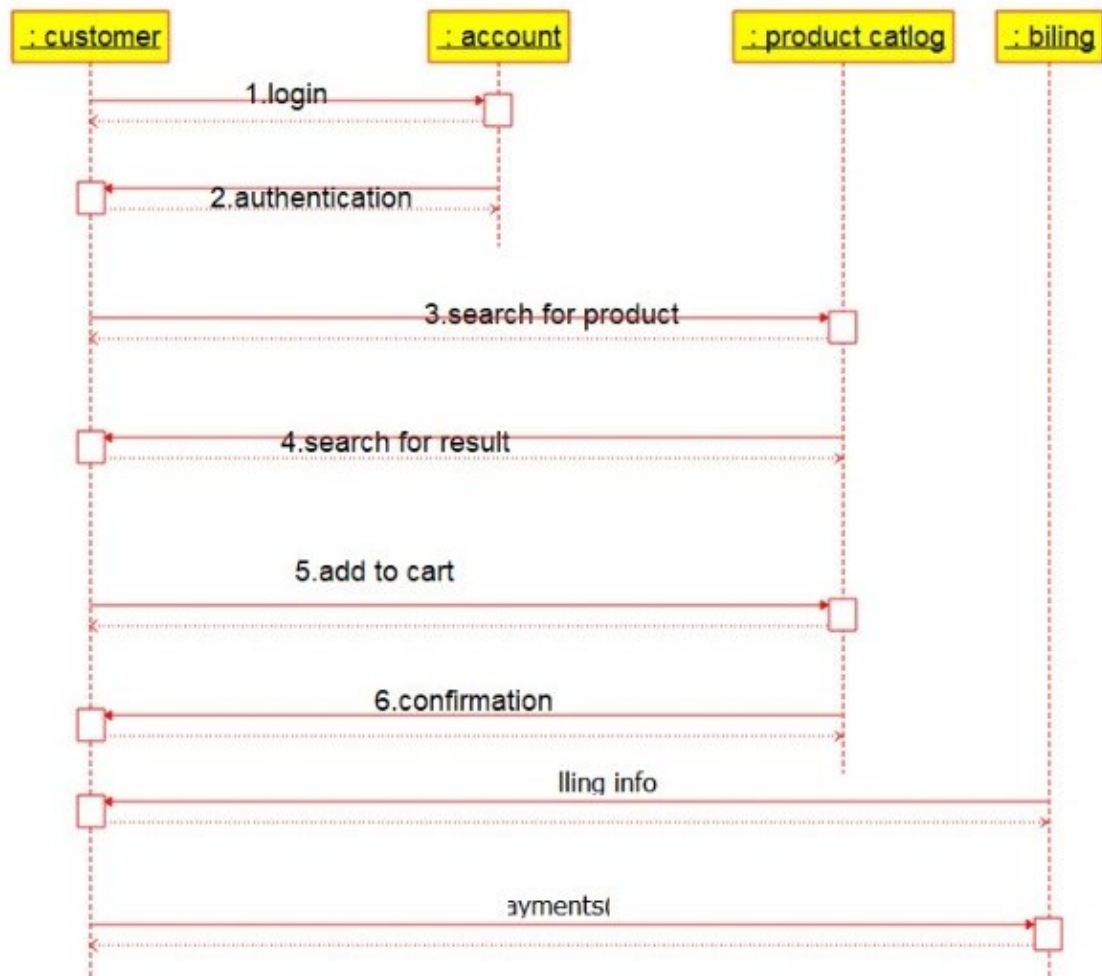 : customer
: account
: product catlog
: biling
1.login
2.authentication
3.search for product
4.search for result
5.add to cart
6.confirmation
lling info
ayments(